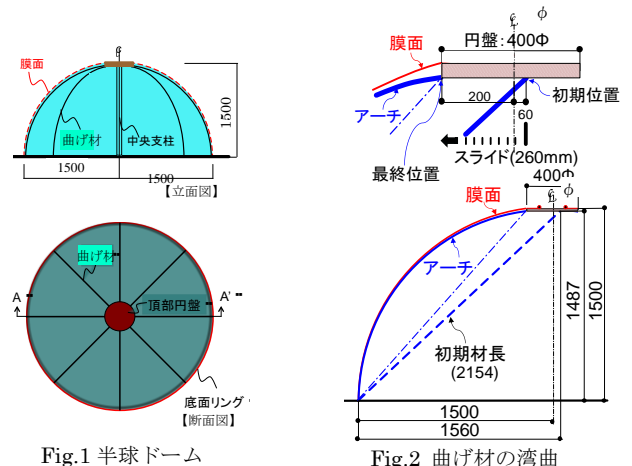 ℄
膜面
曲げ材
中央支柱
1500
1500
1500
【立面図】
曲げ材
A
A'
頂部円盤
底面リング
【断面図】
Fig.1 半球ドーム
℄ φ
円盤:400Φ
膜面
アーチ
200
60
初期位置
スライド(260mm)
最終位置
400Φ
℄ φ
膜面
アーチ
初期材長
(2154)
1487
1500
1500
1560
Fig.2 曲げ材の湾曲